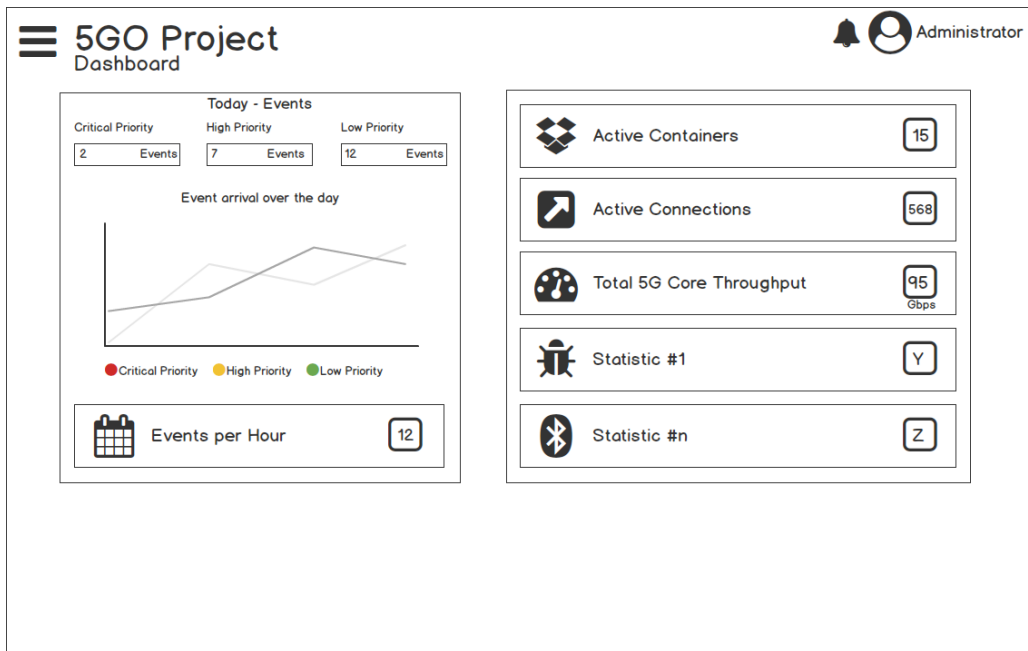 5GO Project
Dashboard
Administrator
Today - Events
Critical Priority High Priority Low Priority
2 Events 7 Events 12 Events
Event arrival over the day
Critical Priority High Priority Low Priority
Events per Hour 12
Active Containers 15
Active Connections 568
Total 5G Core Throughput 95
Gbps
Statistic #1 Y
Statistic #n Z